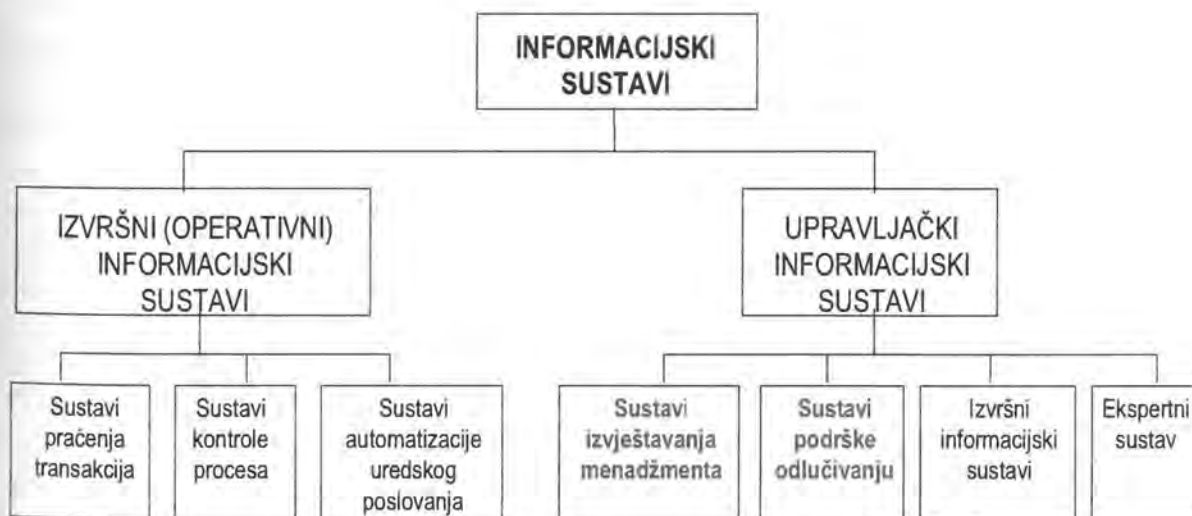 INFORMACIJSKI
SUSTAVI
IZVRŠNI (OPERATIVNI)
INFORMACIJSKI
SUSTAVI
UPRAVLJAČKI
INFORMACIJSKI
SUSTAVI
Sustavi
pračenja
transakcija
Sustavi
kontrole
procesa
Sustavi
automatizacije
uredskog
poslovanja
Sustavi
izvještavanja
menadžmenta
Sustavi
podrške
odlučivanju
Izvršni
informacijski
sustavi
Ekspertni
sustav